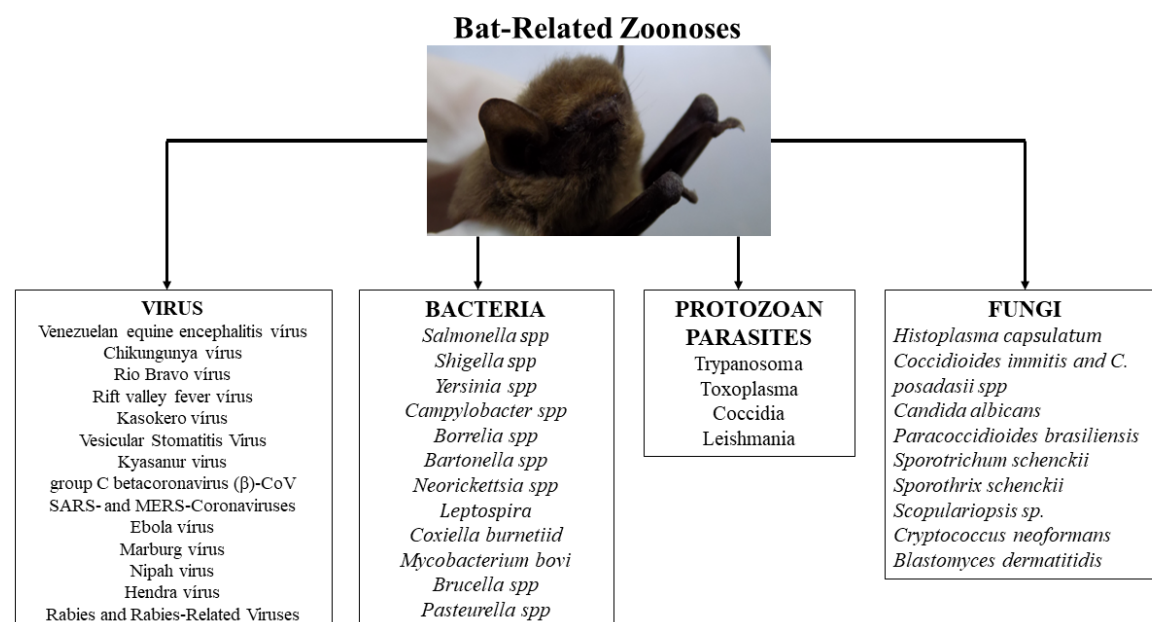 Bat-Related Zoonoses
VIRUS
Venezuelan equine encephalitis vírus
Chikungunya vírus
Rio Bravo vírus
Rift valley fever vírus
Kasokero vírus
Vesicular Stomatitis Virus
Kyasanur virus
group C betacoronavirus (β)-CoV
SARS- and MERS-Coronaviruses
Ebola vírus
Marburg vírus
Nipah virus
Hendra vírus
Rabies and Rabies-Related Viruses
BACTERIA
Salmonella spp
Shigella spp
Yersinia spp
Campylobacter spp
Borrelia spp
Bartonella spp
Neorickettsia spp
Leptospira
Coxiella burnetiid
Mycobacterium bovi
Brucella spp
Pasteurella spp
PROTOZOAN
PARASITES
Trypanosoma
Toxoplasma
Coccidia
Leishmania
FUNGI
Histoplasma capsulatum
Coccidioides immitis and C.
posadasii spp
Candida albicans
Paracoccidioides brasiliensis
Sporotrichum schenckii
Sporothrix schenckii
Scopulariopsis sp.
Cryptococcus neoformans
Blastomyces dermatitidis